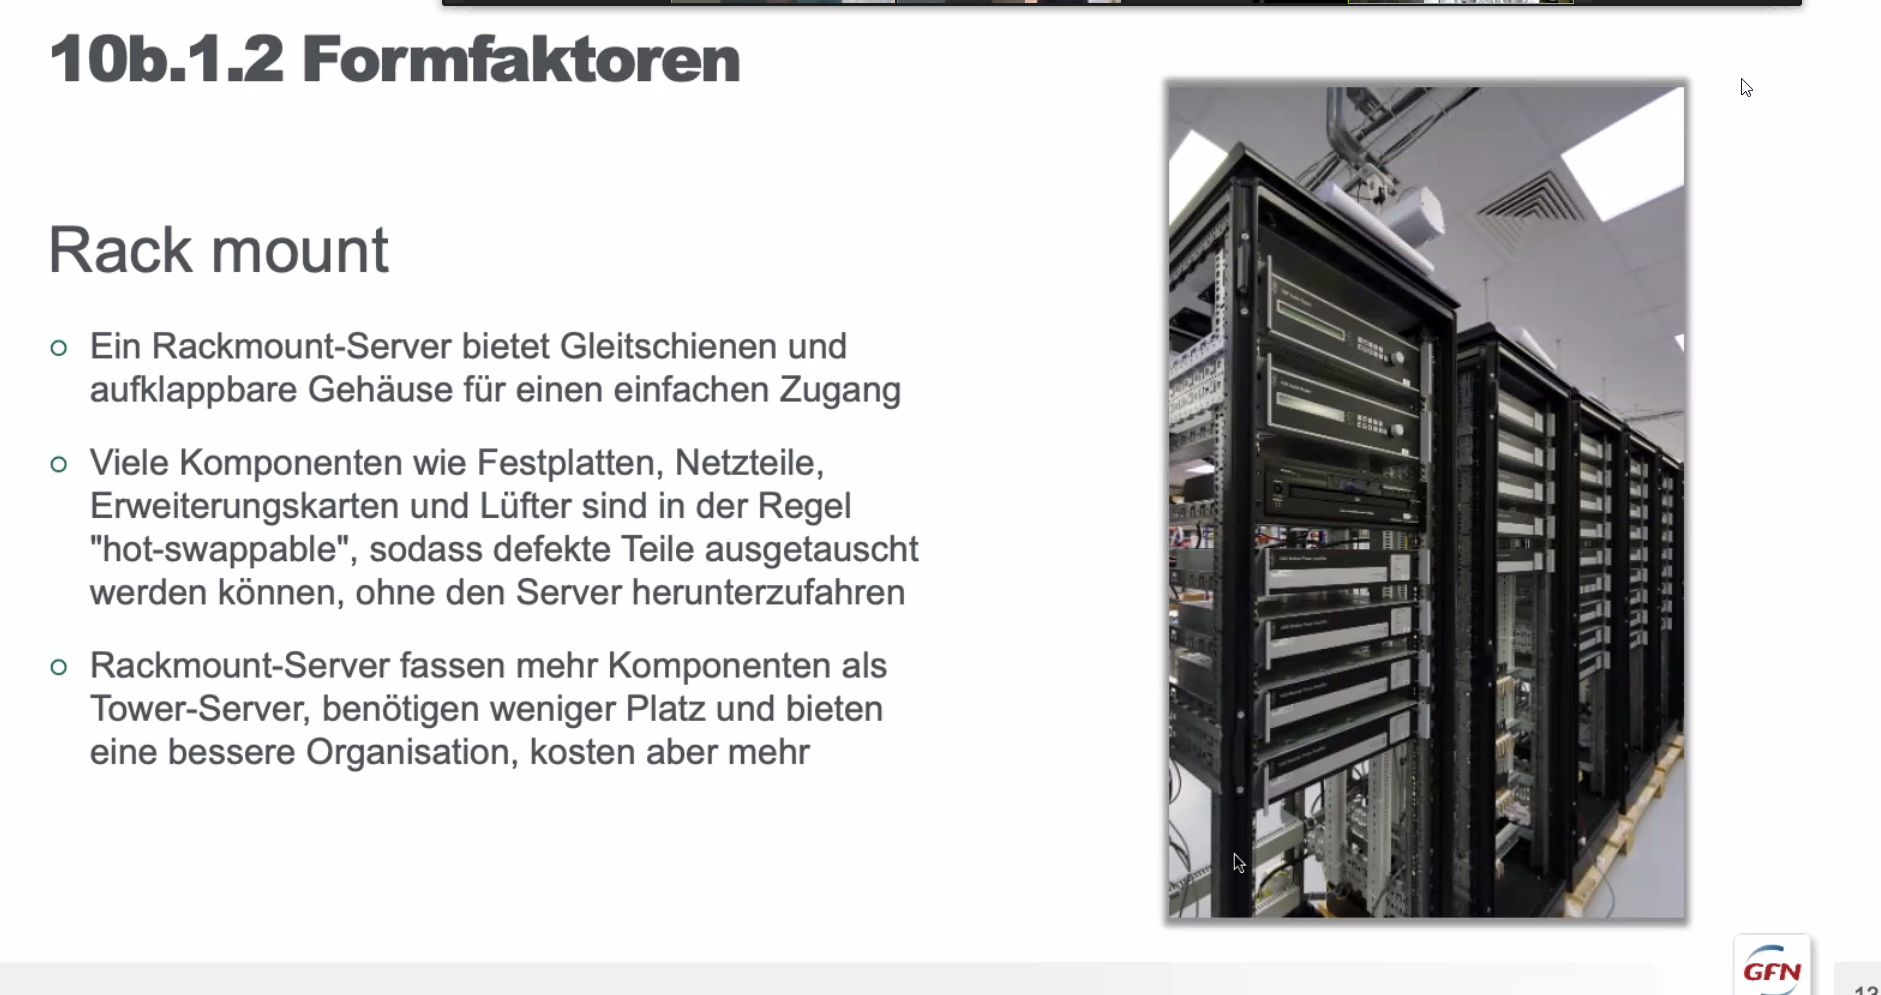 10b.1.2 Formfaktoren
Rack mount
Ein Rackmount-Server bietet Gleitschienen und
aufklappbare Gehäuse für einen einfachen Zugang
Viele Komponenten wie Festplatten, Netzteile,
Erweiterungskarten und Lüfter sind in der Regel
"hot-swappable", sodass defekte Teile ausgetauscht
werden können, ohne den Server herunterzufahren
Rackmount-Server fassen mehr Komponenten als
Tower-Server, benötigen weniger Platz und bieten
eine bessere Organisation, kosten aber mehr
GFN